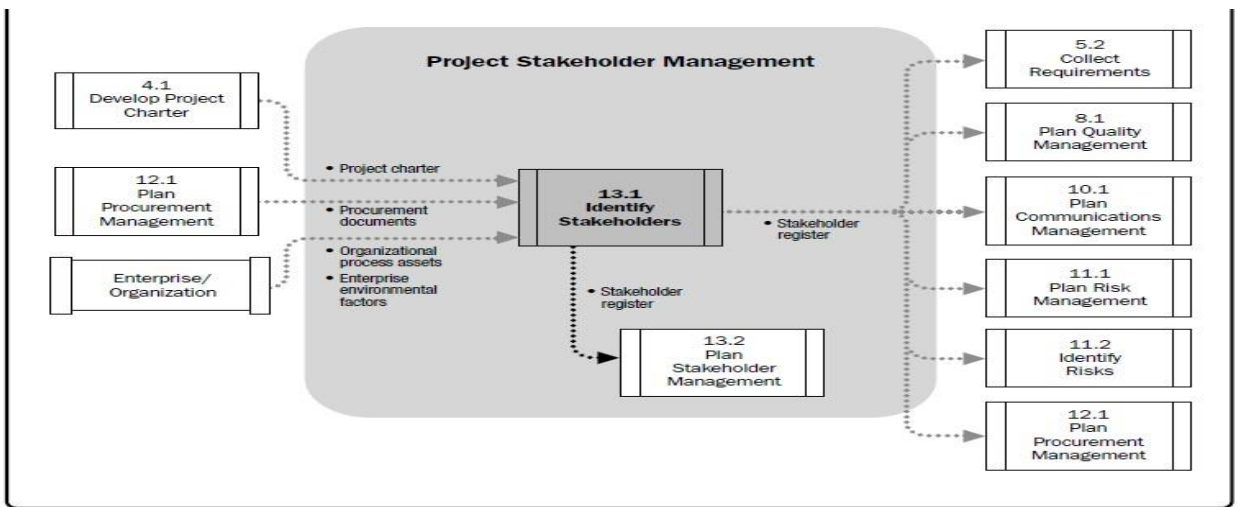 Project Stakeholder Management
4.1
Develop Project
Charter
12.1
Plan
Procurement
Management
Enterprise/
Organization
• Project charter
• Procurement
documents
• Organizational
process assets
• Enterprise
environmental
factors
13.1
Identify
Stakeholders
• Stakeholder
register
• Stakeholder
register
13.2
Plan
Stakeholder
Management
5.2
Collect
Requirements
8.1
Plan Quality
Management
10.1
Plan
Communications
Management
11.1
Plan Risk
Management
11.2
Identify
Risks
12.1
Plan
Procurement
Management